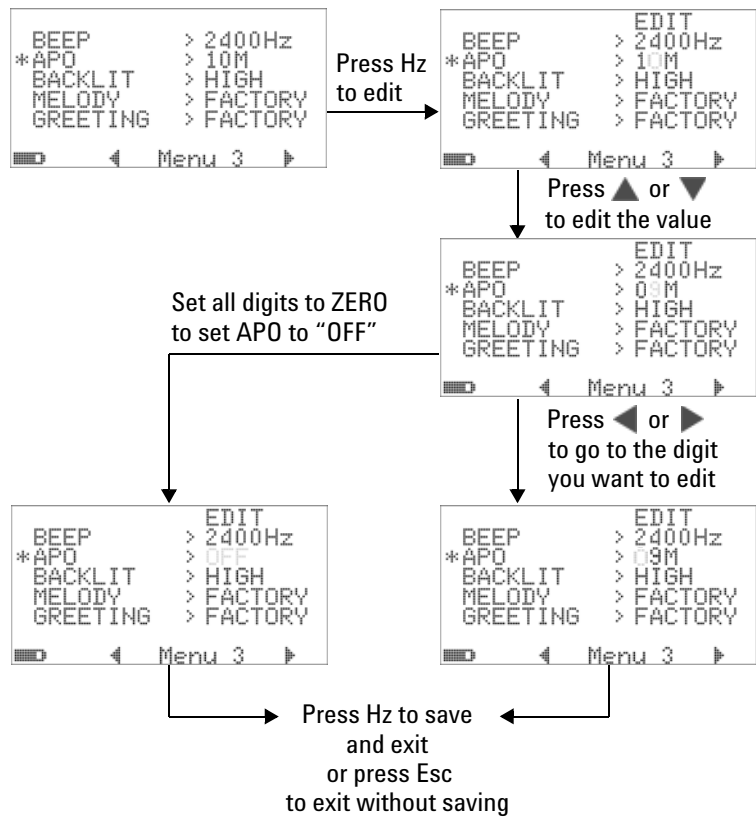 BEEP > 2400Hz
*APO > 10M
BACKLIT > HIGH
MELODY > FACTORY
GREETING > FACTORY
Menu 3
Press Hz
to edit
EDIT
BEEP > 2400Hz
*APO > 10M
BACKLIT > HIGH
MELODY > FACTORY
GREETING > FACTORY
Menu 3
Press ▲ or ▼
to edit the value
EDIT
BEEP > 2400Hz
*APO > 09M
BACKLIT > HIGH
MELODY > FACTORY
GREETING > FACTORY
Menu 3
Set all digits to ZERO
to set APO to “OFF”
Press ◀ or ▶
to go to the digit
you want to edit
EDIT
BEEP > 2400Hz
*APO > OFF
BACKLIT > HIGH
MELODY > FACTORY
GREETING > FACTORY
Menu 3
EDIT
BEEP > 2400Hz
*APO > 09M
BACKLIT > HIGH
MELODY > FACTORY
GREETING > FACTORY
Menu 3
Press Hz to save
and exit
or press Esc
to exit without saving